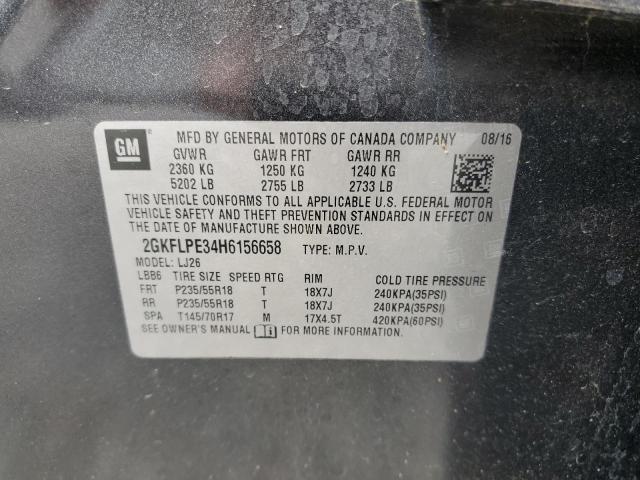 GM
MFD BY GENERAL MOTORS OF CANADA COMPANY 08/16
GVWR GAWR FRT GAWR RR
2360 KG 1250 KG 1240 KG
5202 LB 2755 LB 2733 LB
THIS VEHICLE CONFORMS TO ALL APPLICABLE U.S. FEDERAL MOTOR
VEHICLE SAFETY AND THEFT PREVENTION STANDARDS IN EFFECT ON
THE DATE OF MANUFACTURE SHOWN ABOVE.
2GKFLPE34H6156658 TYPE: M.P.V.
MODEL: LJ26
LBB6 TIRE SIZE SPEED RTG RIM COLD TIRE PRESSURE
FRT P235/55R18 T 18X7J 240KPA(35PSI)
RR P235/55R18 T 18X7J 240KPA(35PSI)
SPA T145/70R17 M 17X4.5T 420KPA(60PSI)
SEE OWNER'S MANUAL FOR MORE INFORMATION.